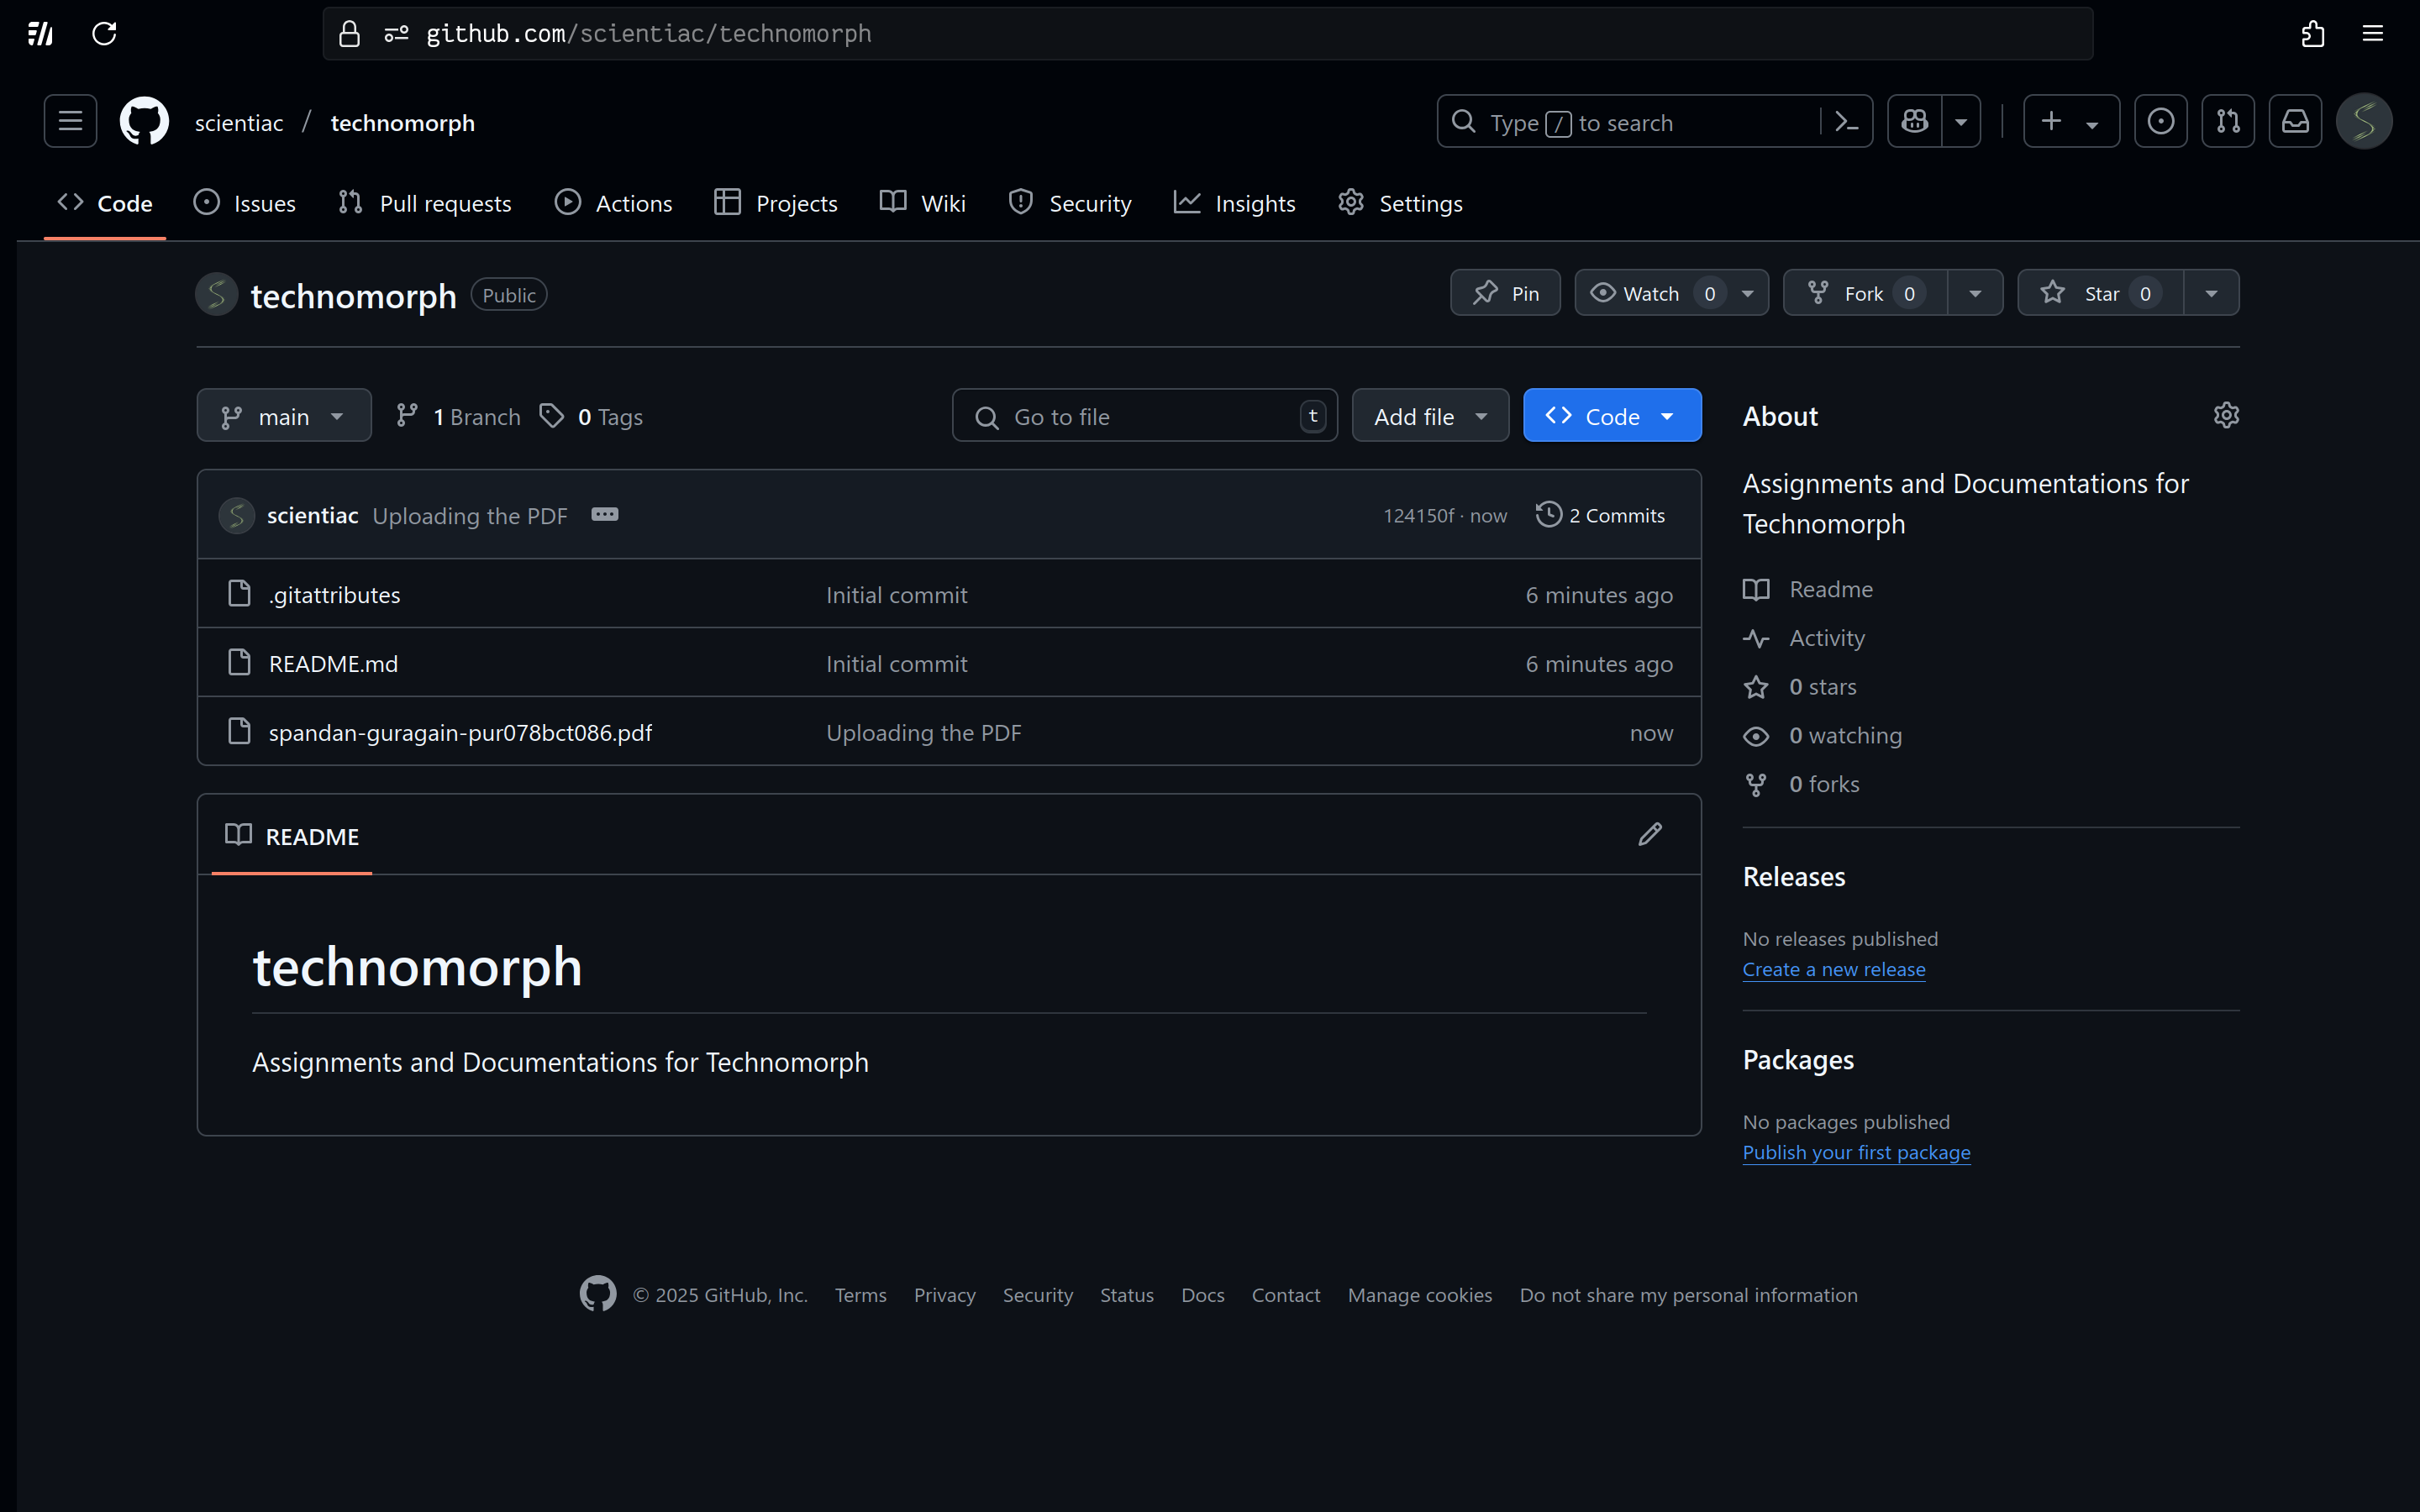 github.com/scientiac/technomorph
scientiac / technomorph
Type / to search
Code Issues Pull requests Actions Projects Wiki Security Insights Settings
technomorph Public
Pin Watch 0 Fork 0 Star 0
main 1 Branch 0 Tags
Go to file t Add file Code
scientiac Uploading the PDF 124150f · now 2 Commits
.gitattributes Initial commit 6 minutes ago
README.md Initial commit 6 minutes ago
spandan-guragain-pur078bct086.pdf Uploading the PDF now
README
technomorph
Assignments and Documentations for Technomorph
About
Assignments and Documentations for
Technomorph
Readme
Activity
0 stars
0 watching
0 forks
Releases
No releases published
Create a new release
Packages
No packages published
Publish your first package
© 2025 GitHub, Inc. Terms Privacy Security Status Docs Contact Manage cookies Do not share my personal information